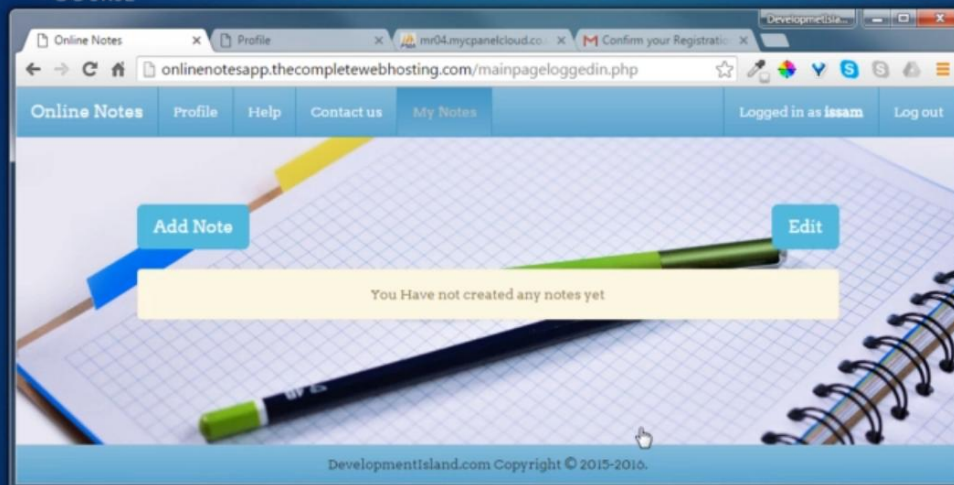 DevelopmetIsla...
Online Notes
Profile
mr04.mycpanelcloud.co
Confirm your Registratio
onlinenotesapp.thecompletewebhosting.com/mainpageloggedin.php
Online Notes Profile Help Contact us My Notes Logged in as issam Log out
Add Note Edit
You Have not created any notes yet
4B
DevelopmentIsland.com Copyright © 2015-2016.